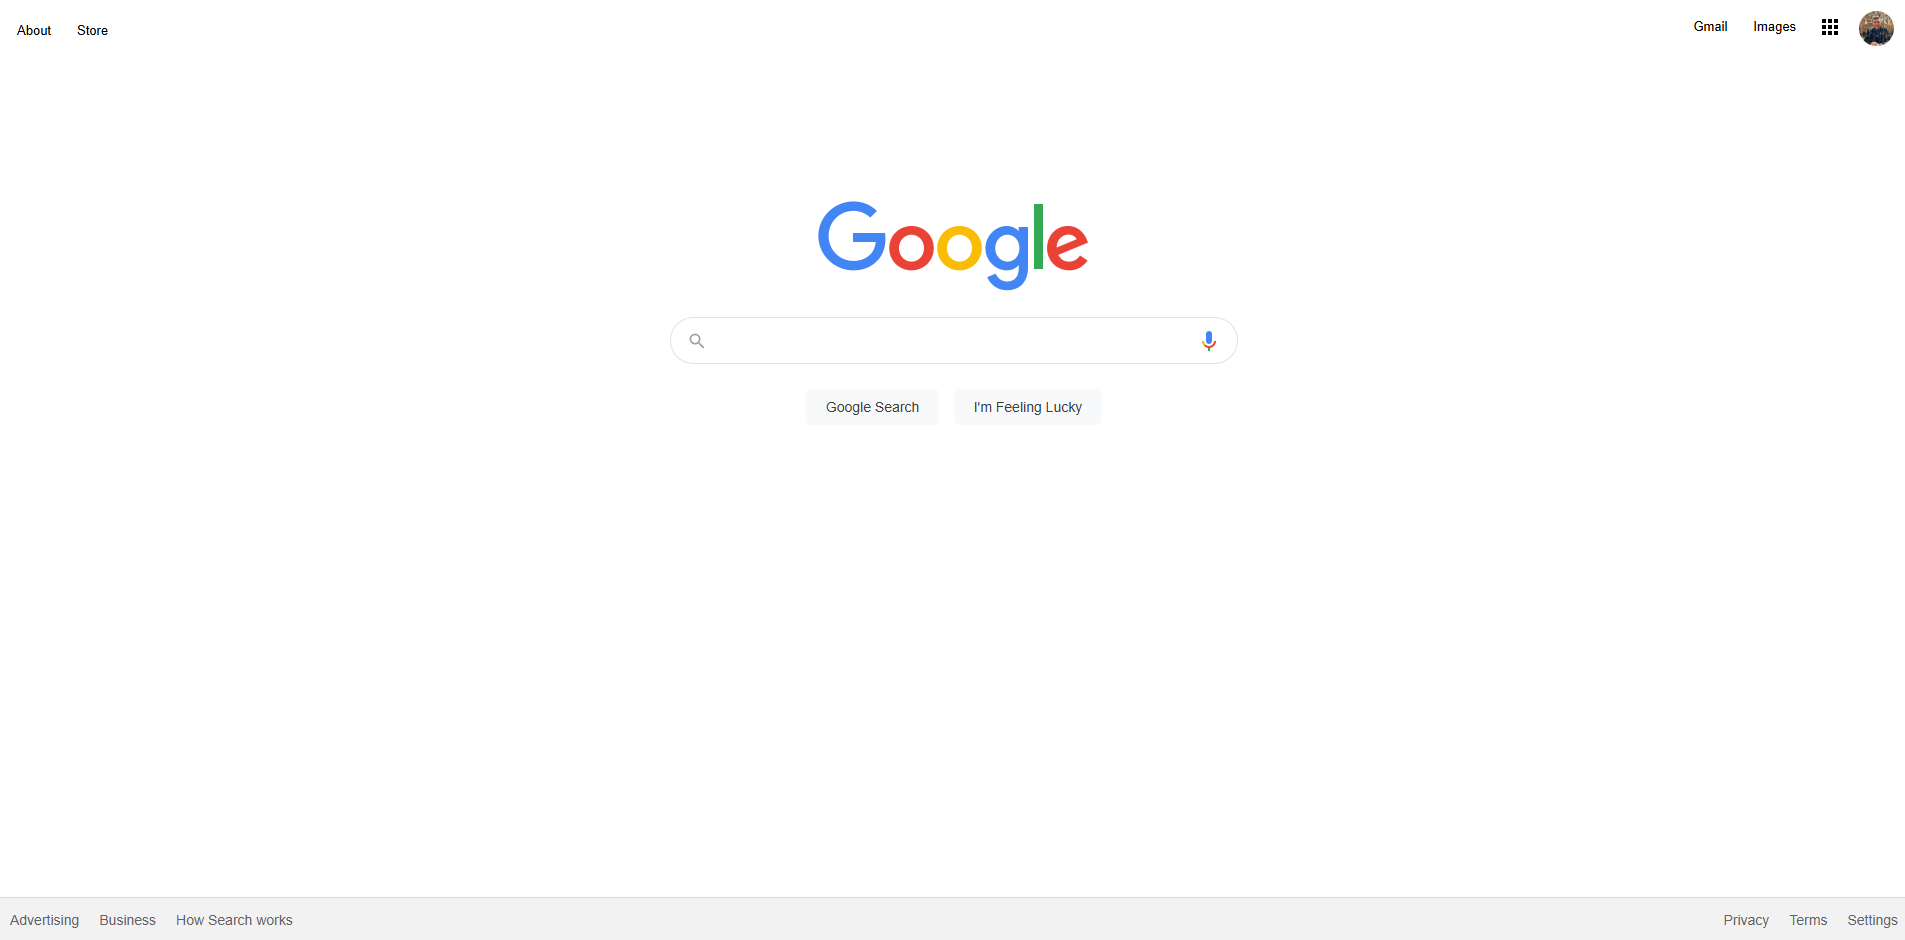 About Store Gmail Images
Google
Google Search I'm Feeling Lucky
Advertising Business How Search works Privacy Terms Settings